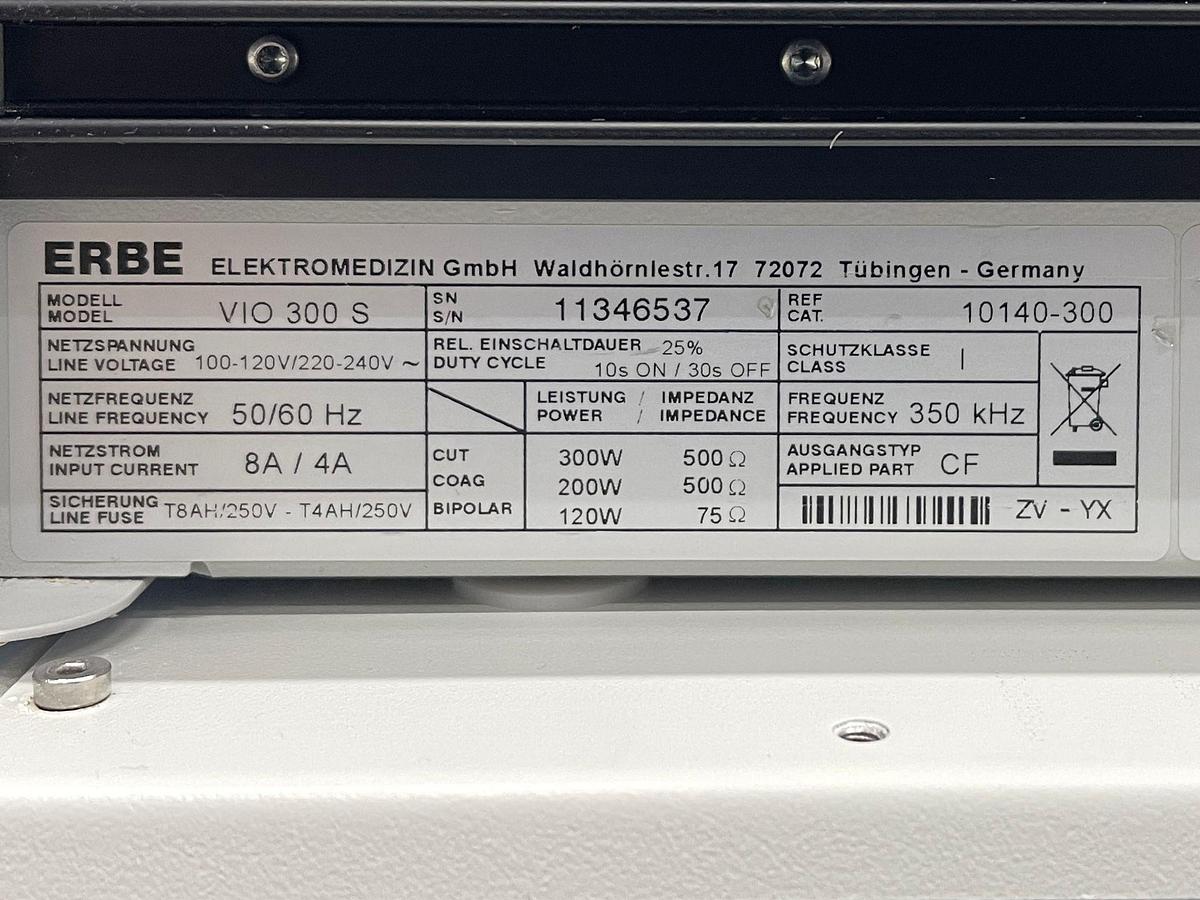 ERBE ELEKTROMEDIZIN GmbH Waldhörnlestr.17 72072 Tübingen - Germany
MODELL
MODEL VIO 300 S
SN
S/N 11346537
REF
CAT. 10140-300
NETZSPANNUNG
LINE VOLTAGE 100-120V/220-240V ~
REL. EINSCHALTDAUER 25%
DUTY CYCLE 10s ON / 30s OFF
SCHUTZKLASSE
CLASS I
NETZFREQUENZ
LINE FREQUENCY 50/60 Hz
LEISTUNG / IMPEDANZ
POWER / IMPEDANCE
FREQUENZ
FREQUENCY 350 kHz
NETZSTROM
INPUT CURRENT 8A / 4A
CUT 300W 500 Ω
COAG 200W 500 Ω
BIPOLAR 120W 75 Ω
AUSGANGSTYP
APPLIED PART CF
SICHERUNG
LINE FUSE T8AH/250V - T4AH/250V
ZV - YX